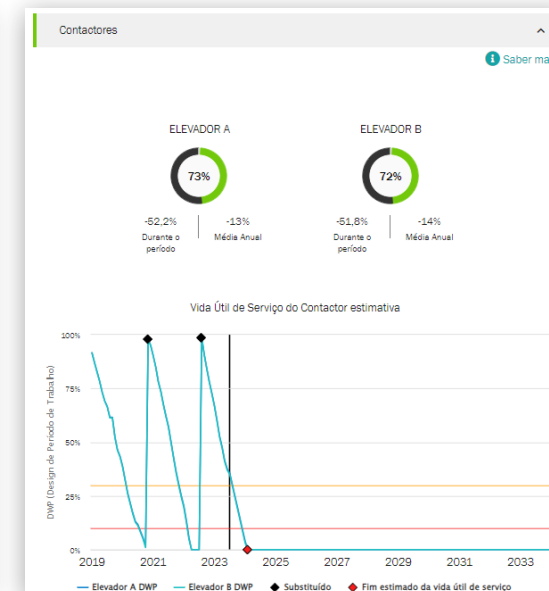 Contactores
Saber ma
ELEVADOR A
ELEVADOR B
73%
72%
-52,2%
-13%
-51,8%
-14%
Durante o
período
Média Anual
Durante o
período
Média Anual
Vida Útil de Serviço do Contactor estimativa
DWP (Design de Período de Trabalho)
100%
75%
50%
25%
0%
2019 2021 2023 2025 2027 2029 2031 2033
Elevador A DWP Elevador B DWP Substituído Fim estimado da vida útil de serviço